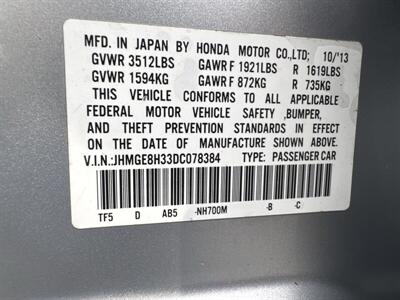 MFD. IN JAPAN BY HONDA MOTOR CO.,LTD; 10/'13
GVWR 3512LBS GAWR F 1921LBS R 1619LBS
GVWR 1594KG GAWR F 872KG R 735KG
THIS VEHICLE CONFORMS TO ALL APPLICABLE
FEDERAL MOTOR VEHICLE SAFETY ,BUMPER,
AND THEFT PREVENTION STANDARDS IN EFFECT
ON THE DATE OF MANUFACTURE SHOWN ABOVE.
V.I.N.:JHMGE8H33DC078384 TYPE: PASSENGER CAR
TF5 D AB5 -NH700M -B -C